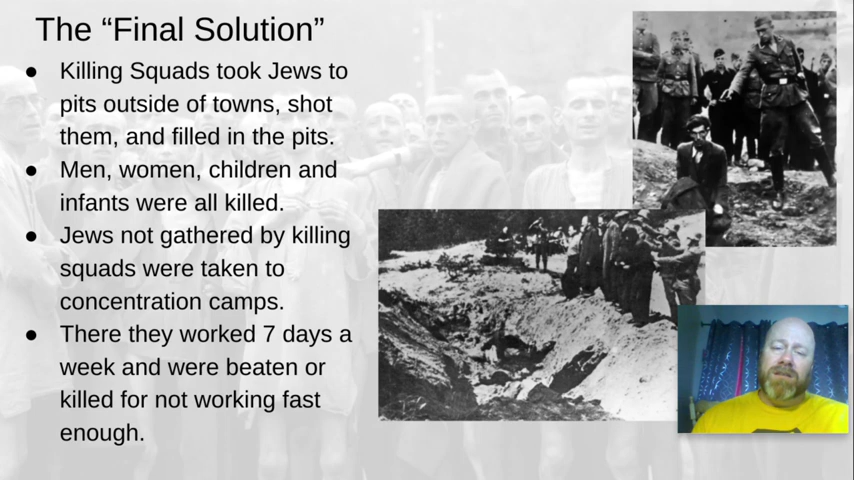 The “Final Solution”
● Killing Squads took Jews to
pits outside of towns, shot
them, and filled in the pits.
● Men, women, children and
infants were all killed.
● Jews not gathered by killing
squads were taken to
concentration camps.
● There they worked 7 days a
week and were beaten or
killed for not working fast
enough.